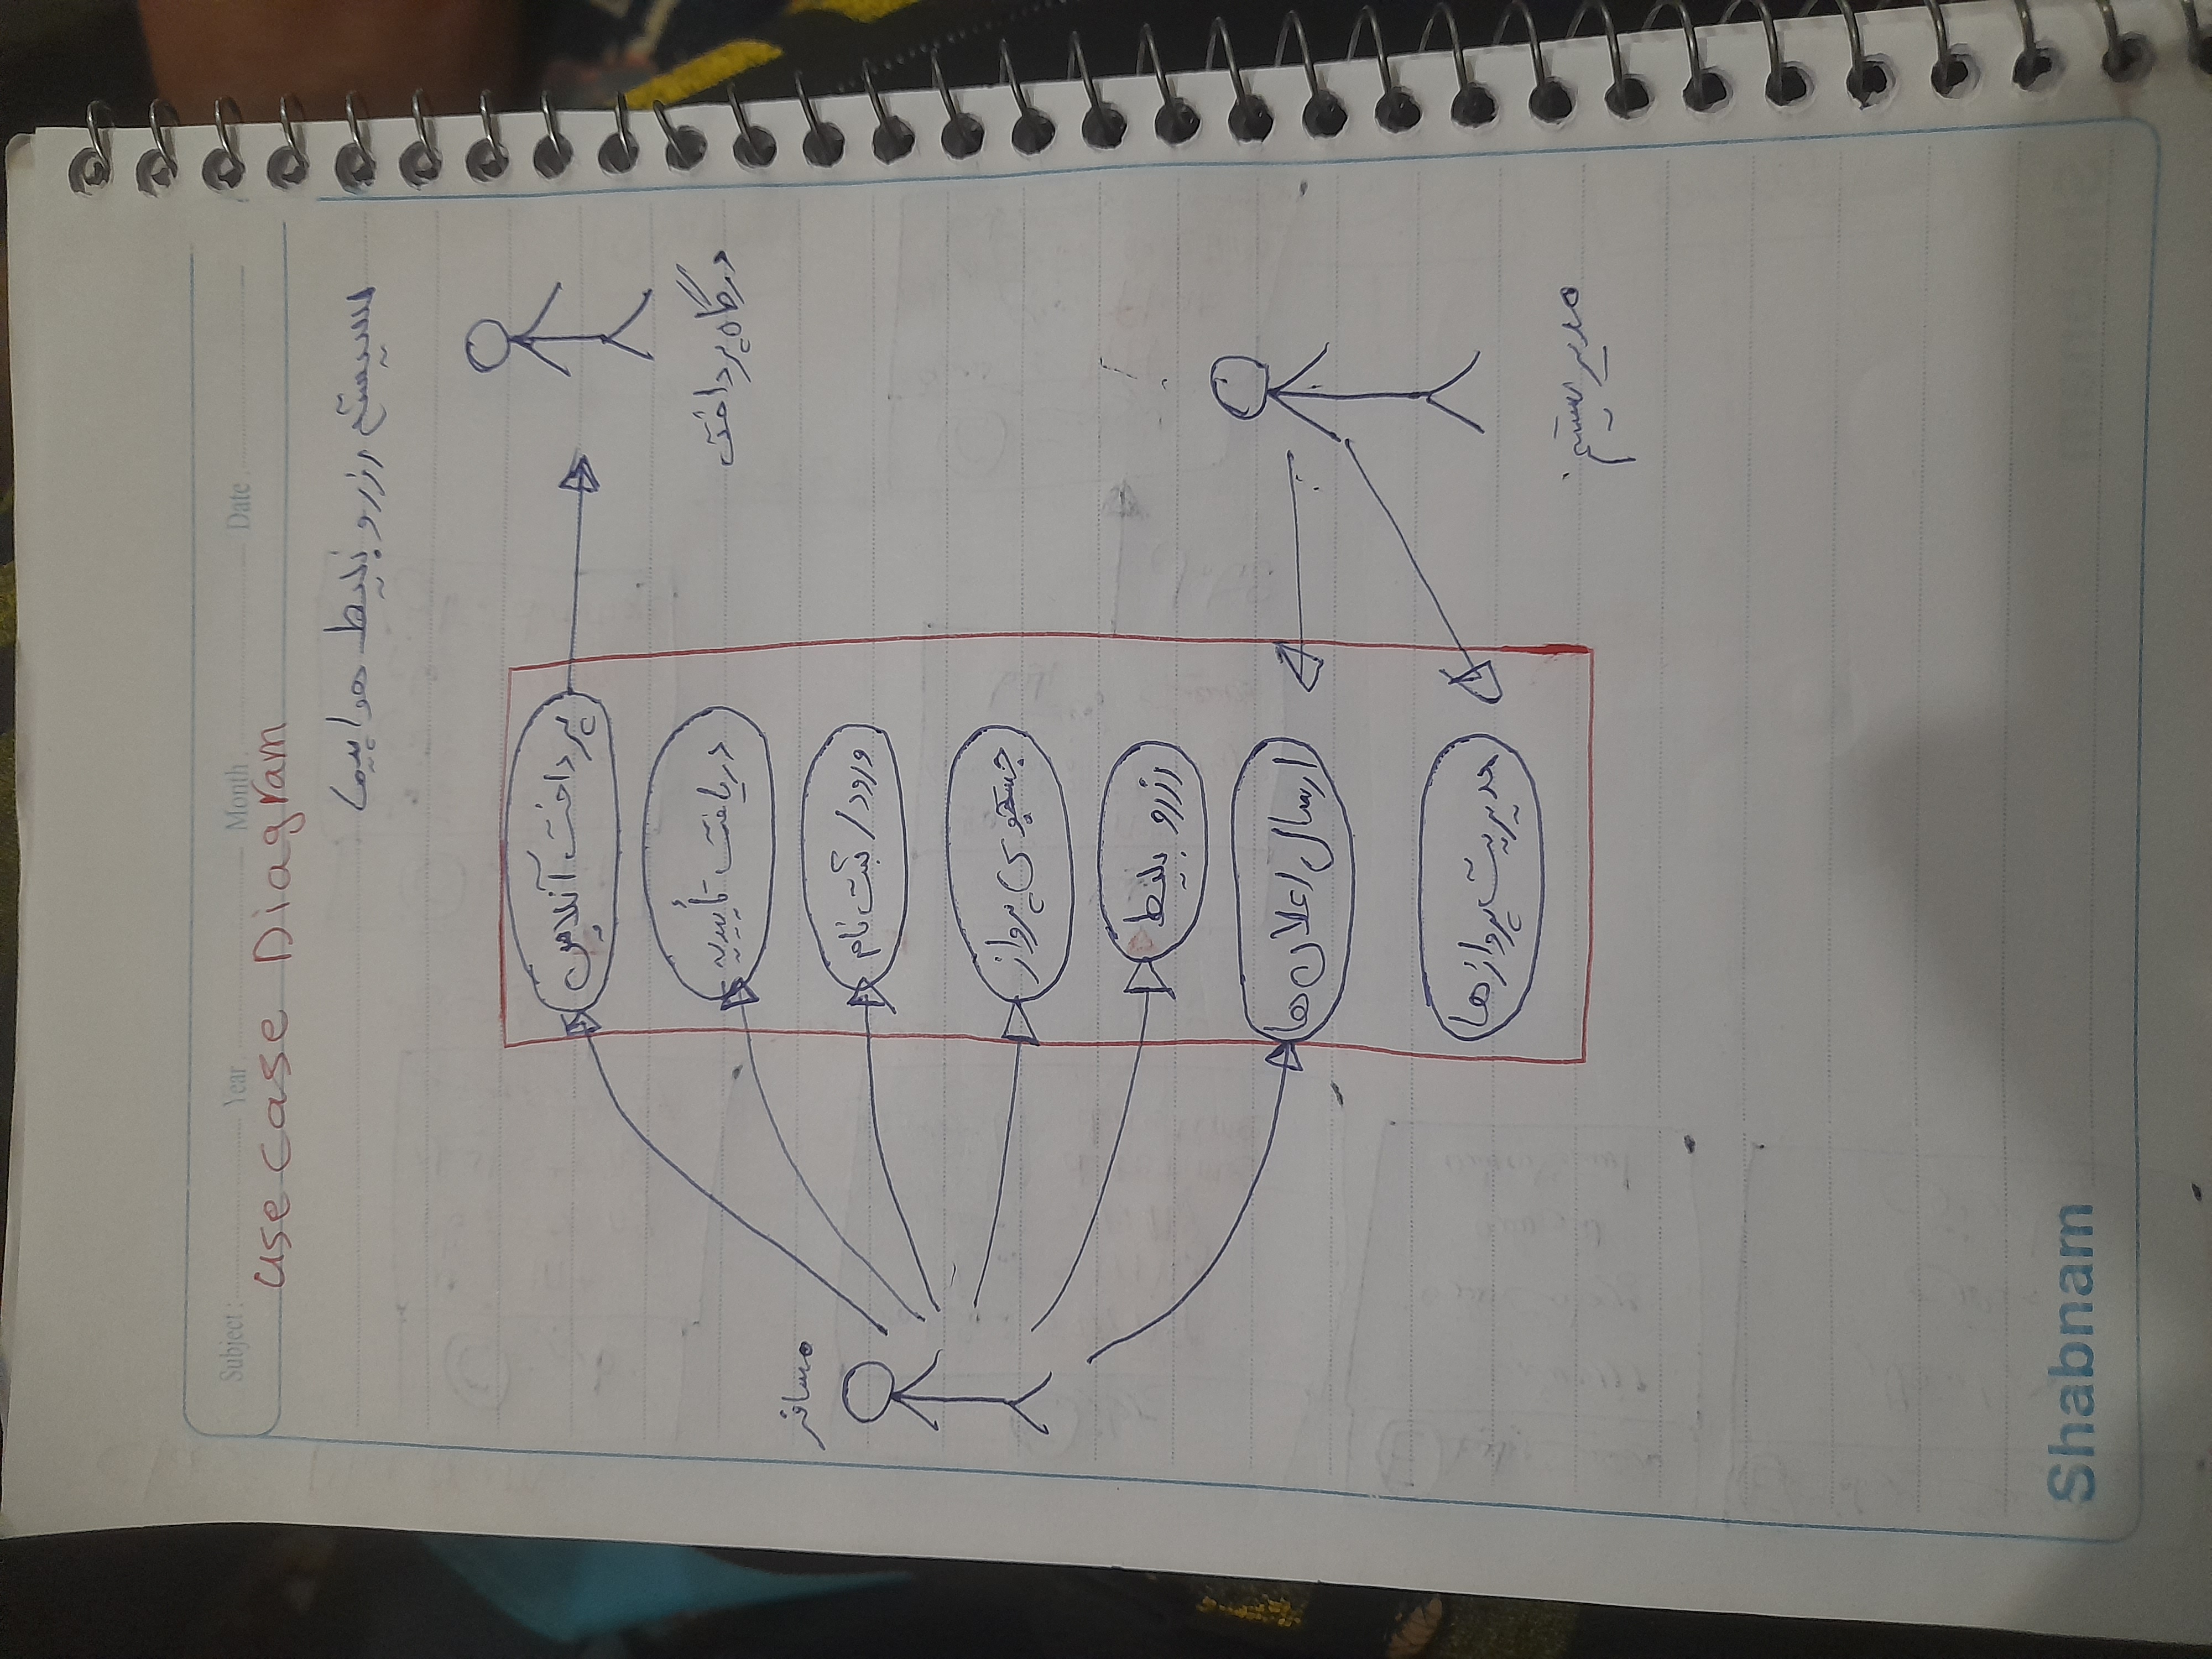 Subject : Year Month Date
Use case Diagram
سیستم رزرو بلیط هواپیما
پرداخت آنلاین
درگاه پرداخت
دریافت تأییدیه
مسافر
ورود / ثبت نام
جستجوی پرواز
رزرو بلیط
ارسال اعلان ها
مدیریت پروازها
مدیر سیستم
Shabnam